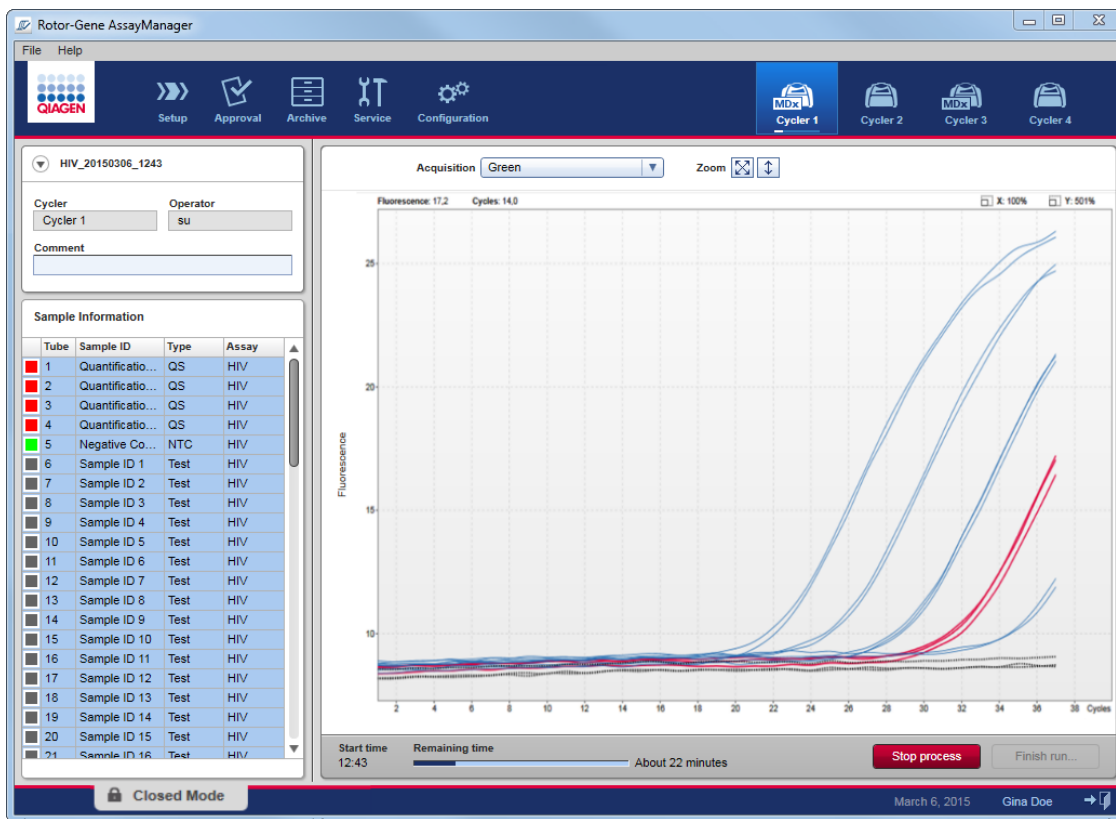 Rotor-Gene AssayManager
File Help
QIAGEN
Setup Approval Archive Service Configuration
MDx Cycler 1 Cycler 2 MDx Cycler 3 Cycler 4
HIV_20150306_1243
Cycler Operator
Cycler 1 su
Comment
Sample Information
Tube Sample ID Type Assay
1 Quantificatio... QS HIV
2 Quantificatio... QS HIV
3 Quantificatio... QS HIV
4 Quantificatio... QS HIV
5 Negative Co... NTC HIV
6 Sample ID 1 Test HIV
7 Sample ID 2 Test HIV
8 Sample ID 3 Test HIV
9 Sample ID 4 Test HIV
10 Sample ID 5 Test HIV
11 Sample ID 6 Test HIV
12 Sample ID 7 Test HIV
13 Sample ID 8 Test HIV
14 Sample ID 9 Test HIV
15 Sample ID 10 Test HIV
16 Sample ID 11 Test HIV
17 Sample ID 12 Test HIV
18 Sample ID 13 Test HIV
19 Sample ID 14 Test HIV
20 Sample ID 15 Test HIV
21 Sample ID 16 Test HIV
Acquisition Green Zoom
Fluorescence: 17,2 Cycles: 14,0 X: 100% Y: 501%
Fluorescence
25
20
15
10
2 4 6 8 10 12 14 16 18 20 22 24 26 28 30 32 34 36 38 Cycles
Start time Remaining time
12:43 About 22 minutes
Stop process Finish run...
Closed Mode
March 6, 2015 Gina Doe